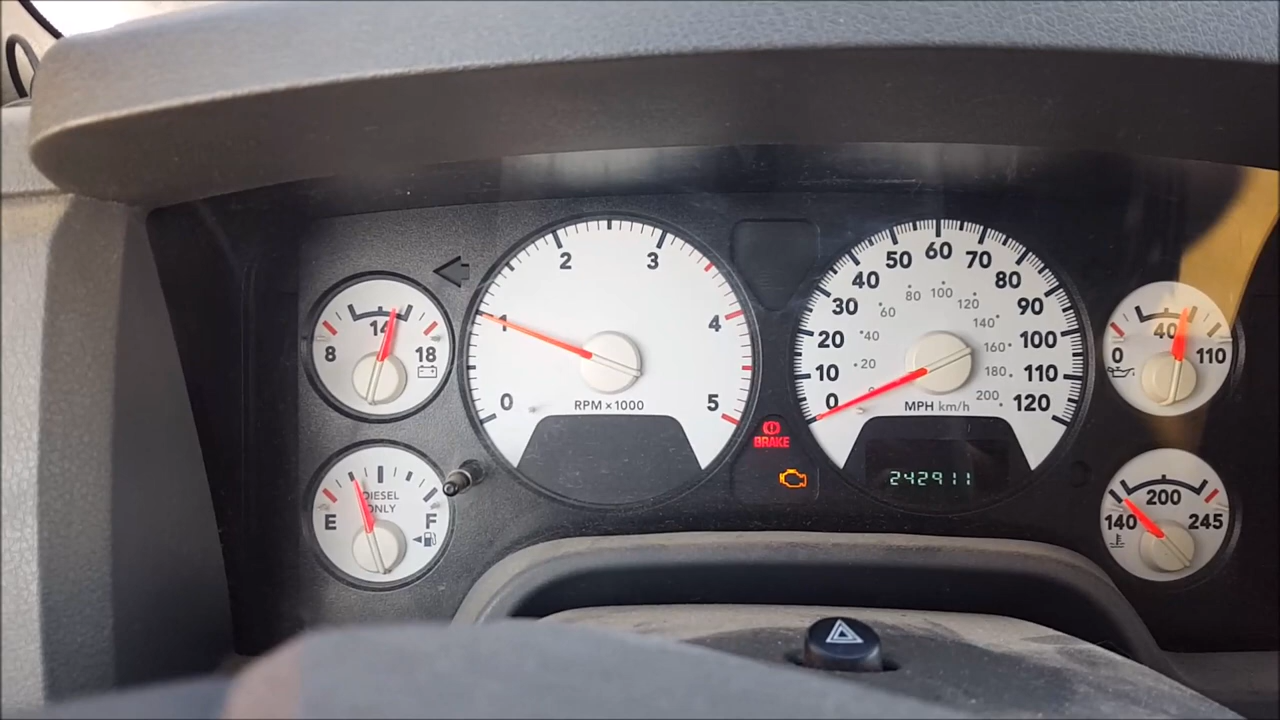 8 14 18
E DIESEL ONLY F
0 1 2 3 4 5
RPM × 1000
0 10 20 30 40 50 60 70 80 90 100 110 120
0 20 40 60 80 100 120 140 160 180 200
MPH km/h
BRAKE
242911
0 40 110
140 200 245